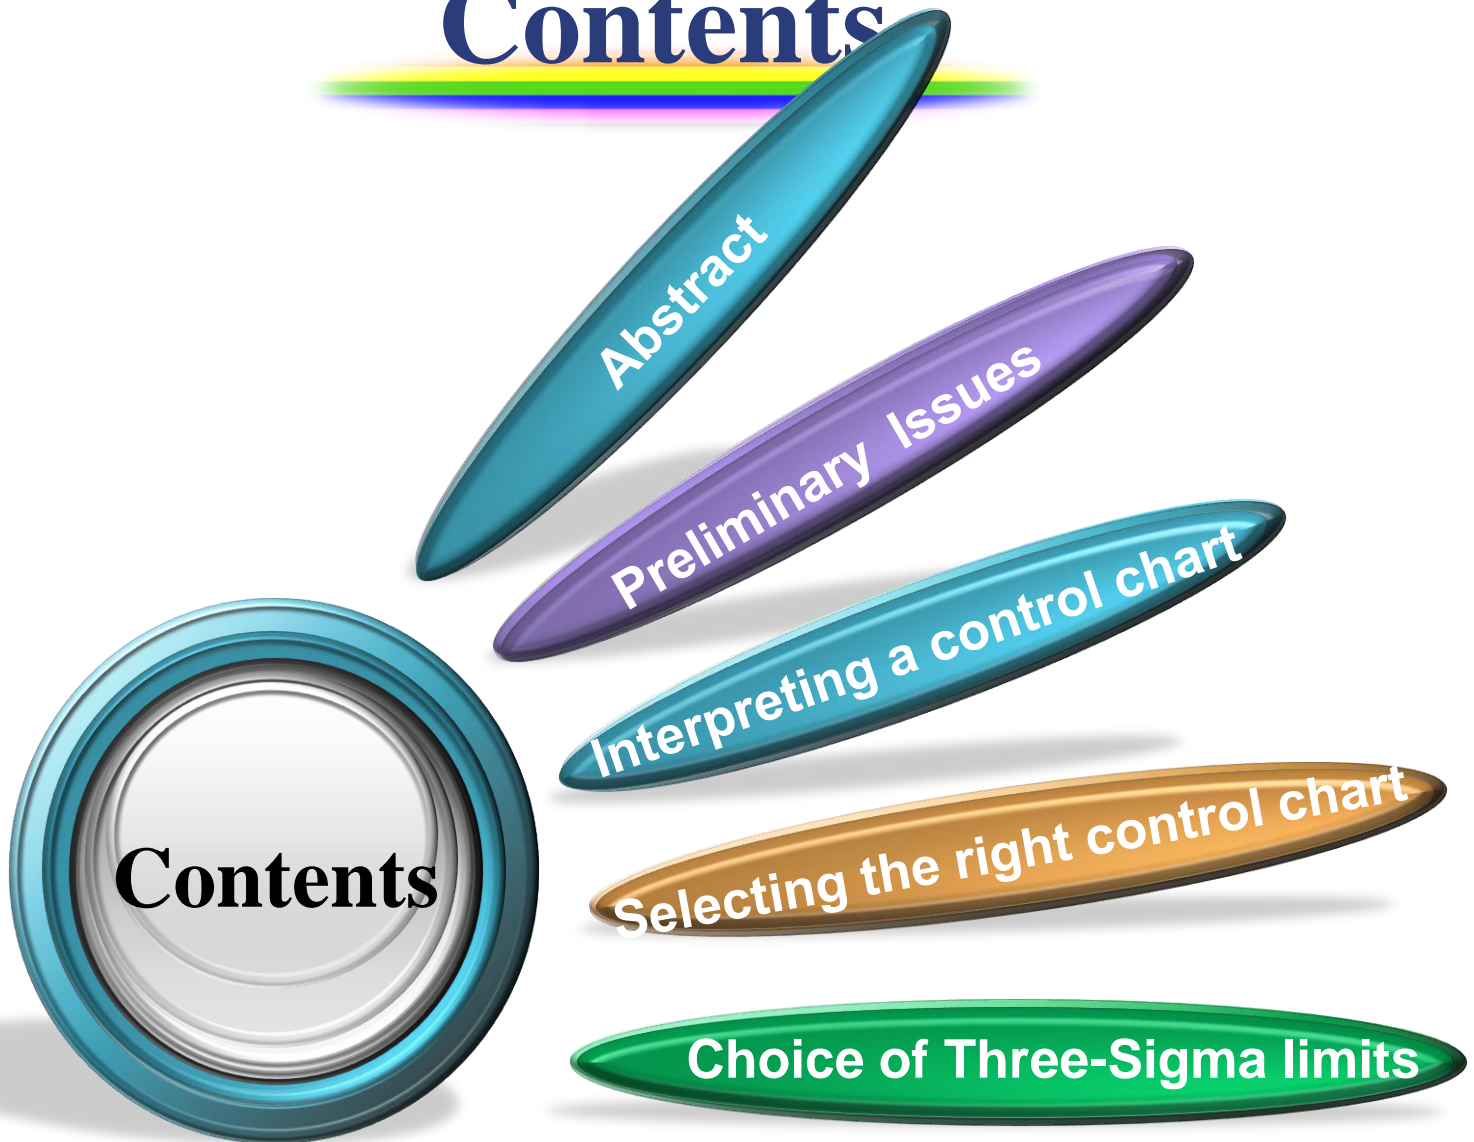 Contents
Abstract
Preliminary Issues
Interpreting a control chart
Selecting the right control chart
Contents
Choice of Three-Sigma limits